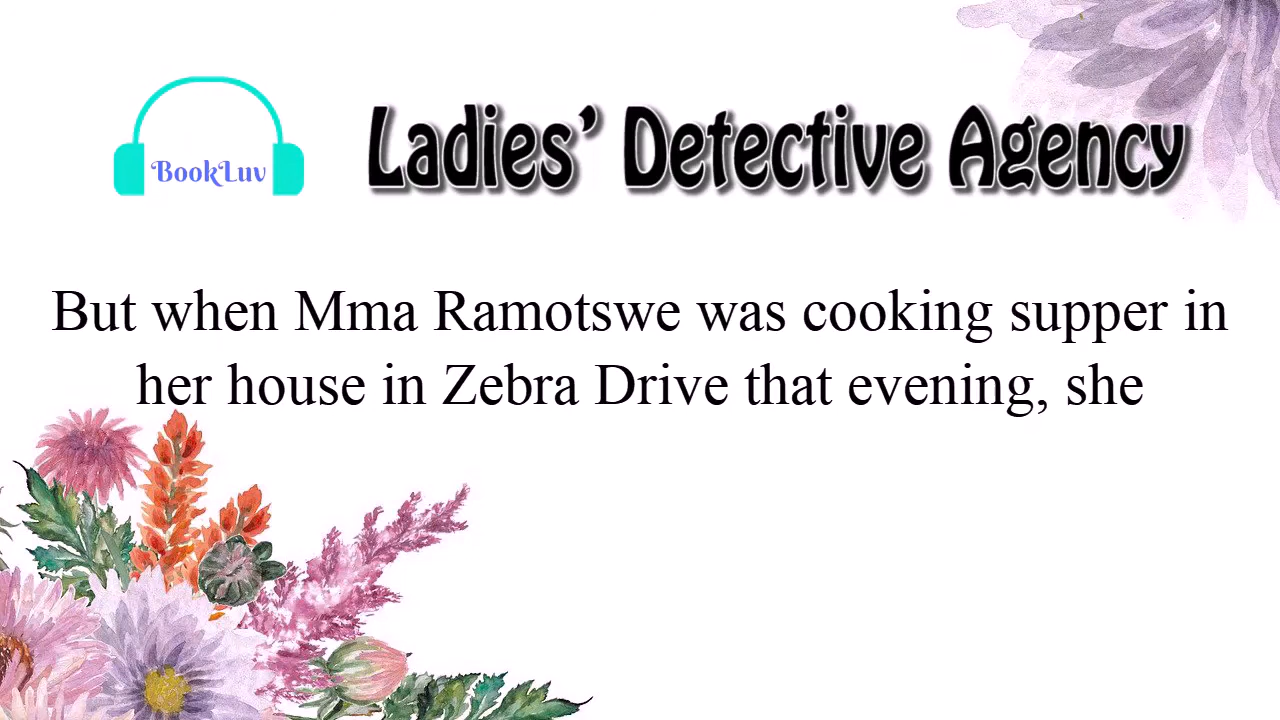 BookLuv
Ladies’ Detective Agency
But when Mma Ramotswe was cooking supper in
her house in Zebra Drive that evening, she